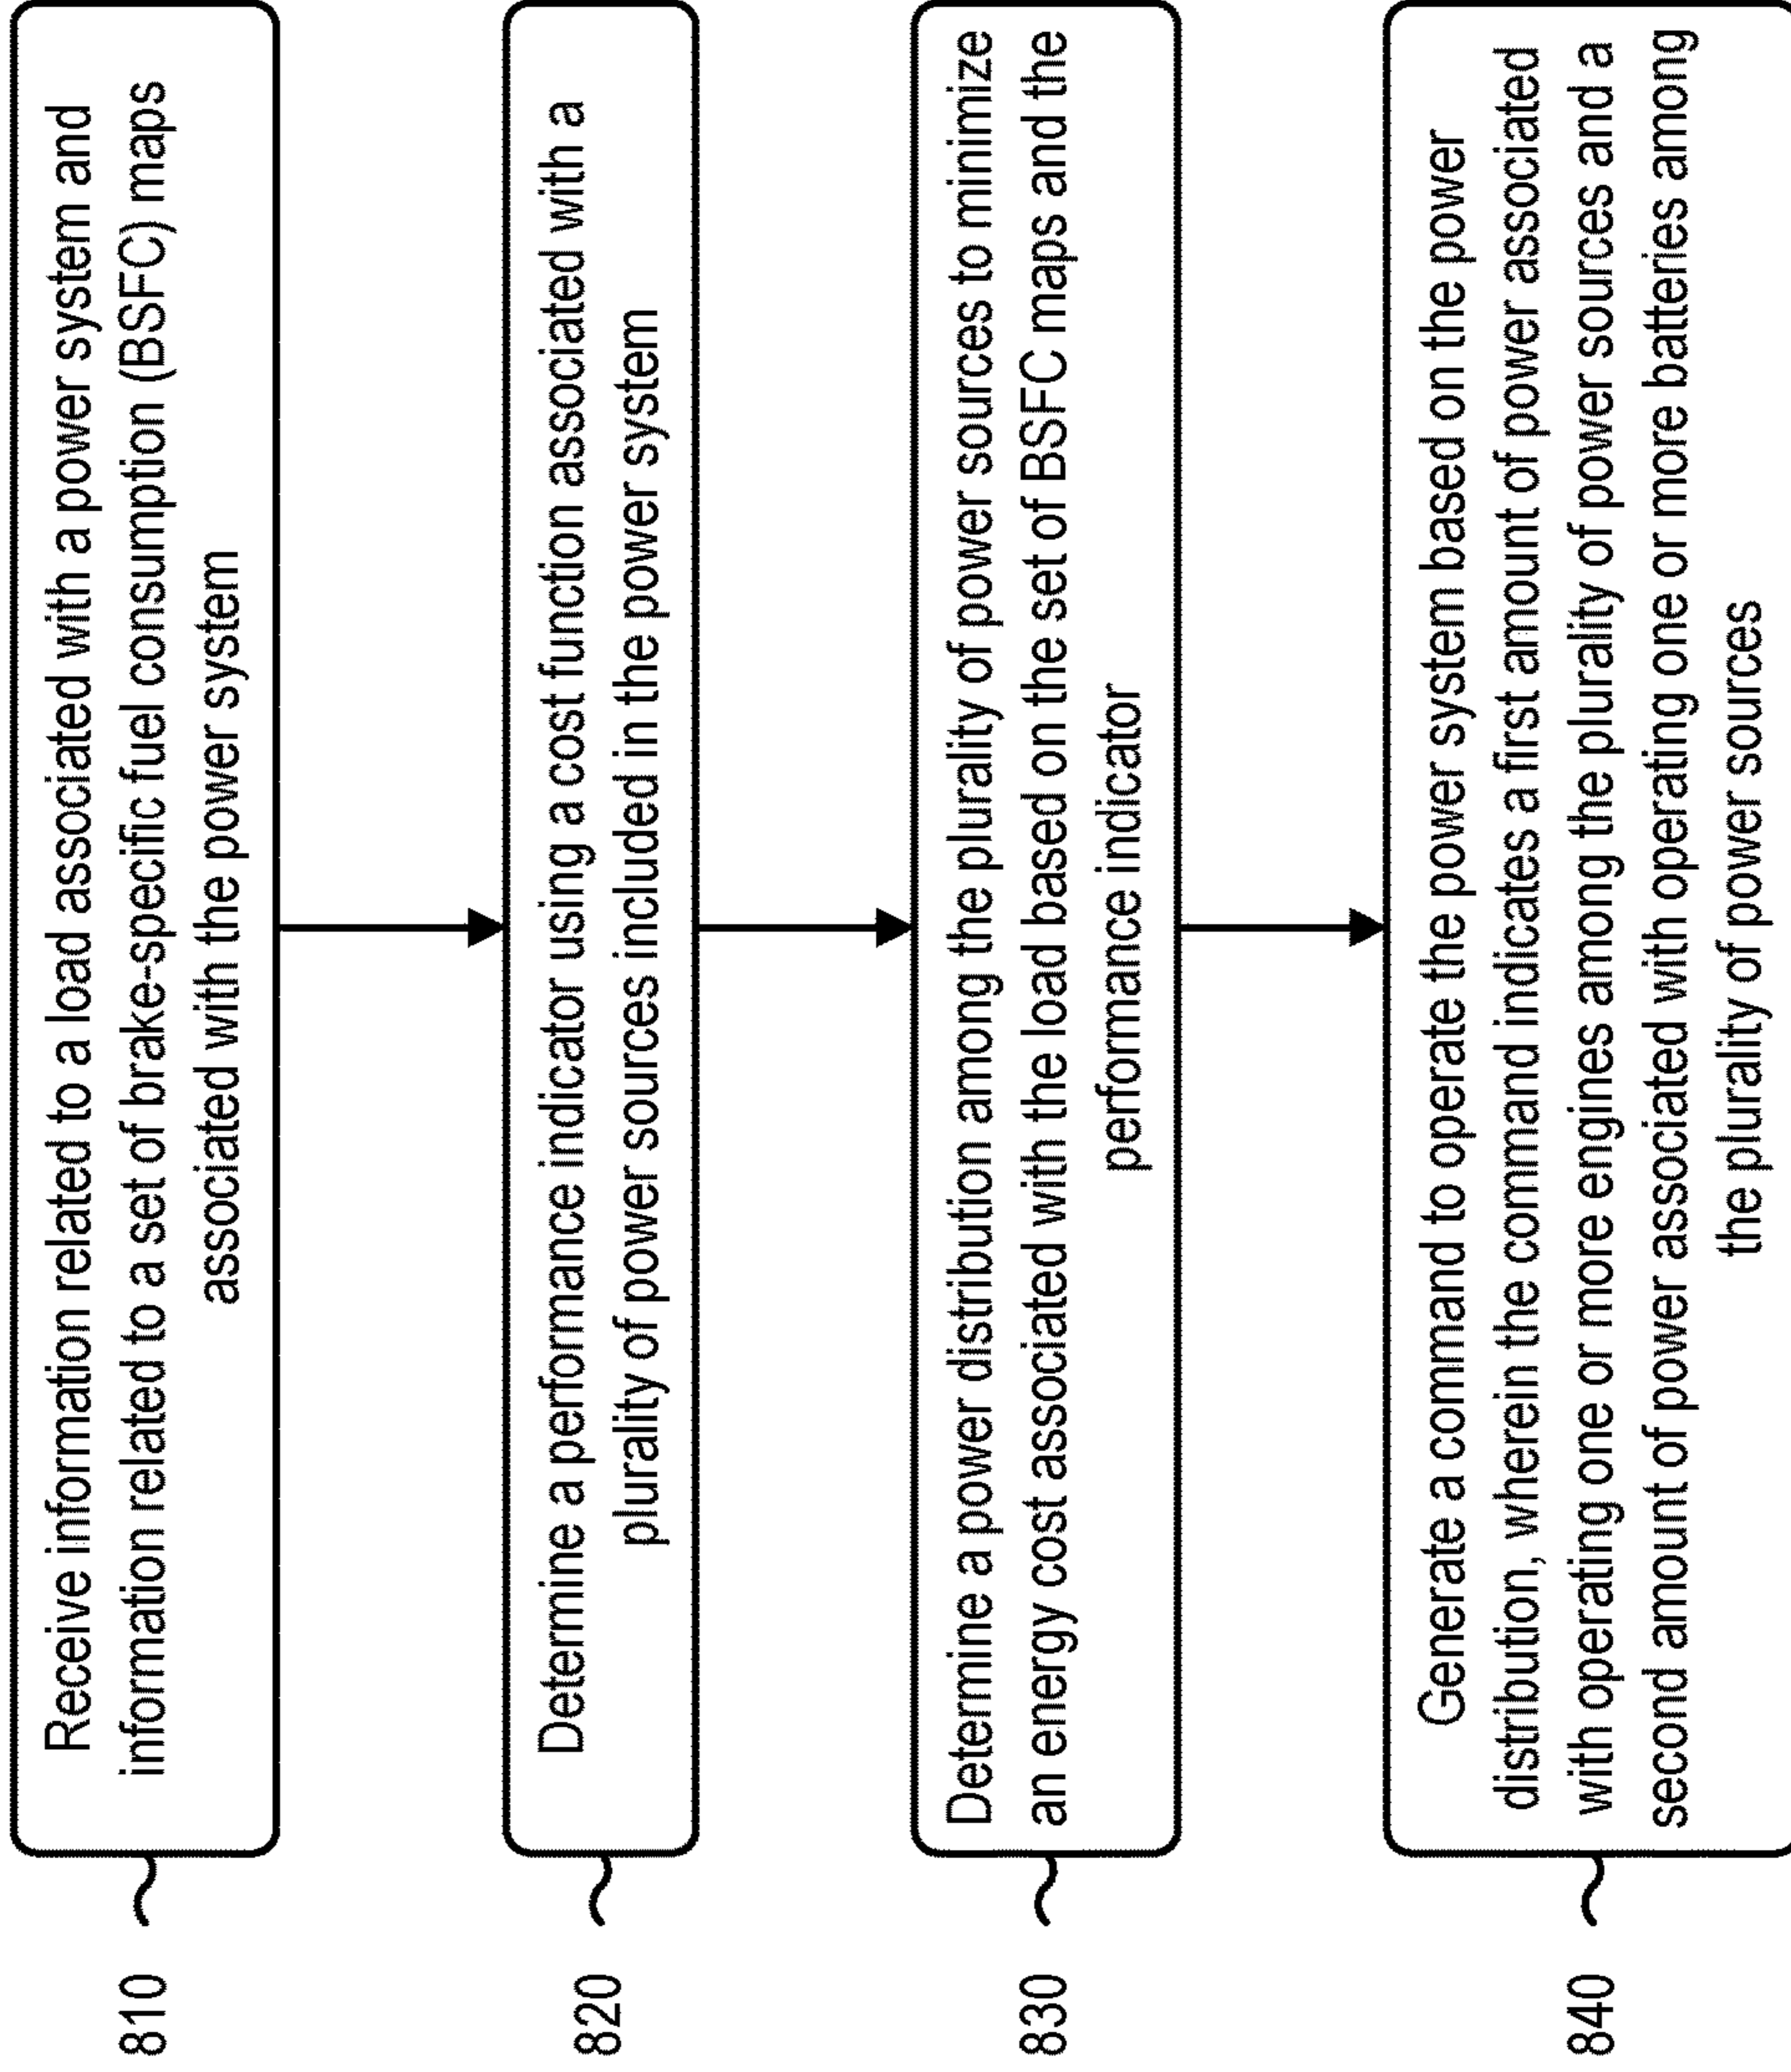 810
Receive information related to a load associated with a power system and
information related to a set of brake-specific fuel consumption (BSFC) maps
associated with the power system
820
Determine a performance indicator using a cost function associated with a
plurality of power sources included in the power system
830
Determine a power distribution among the plurality of power sources to minimize
an energy cost associated with the load based on the set of BSFC maps and the
performance indicator
840
Generate a command to operate the power system based on the power
distribution, wherein the command indicates a first amount of power associated
with operating one or more engines among the plurality of power sources and a
second amount of power associated with operating one or more batteries among
the plurality of power sources